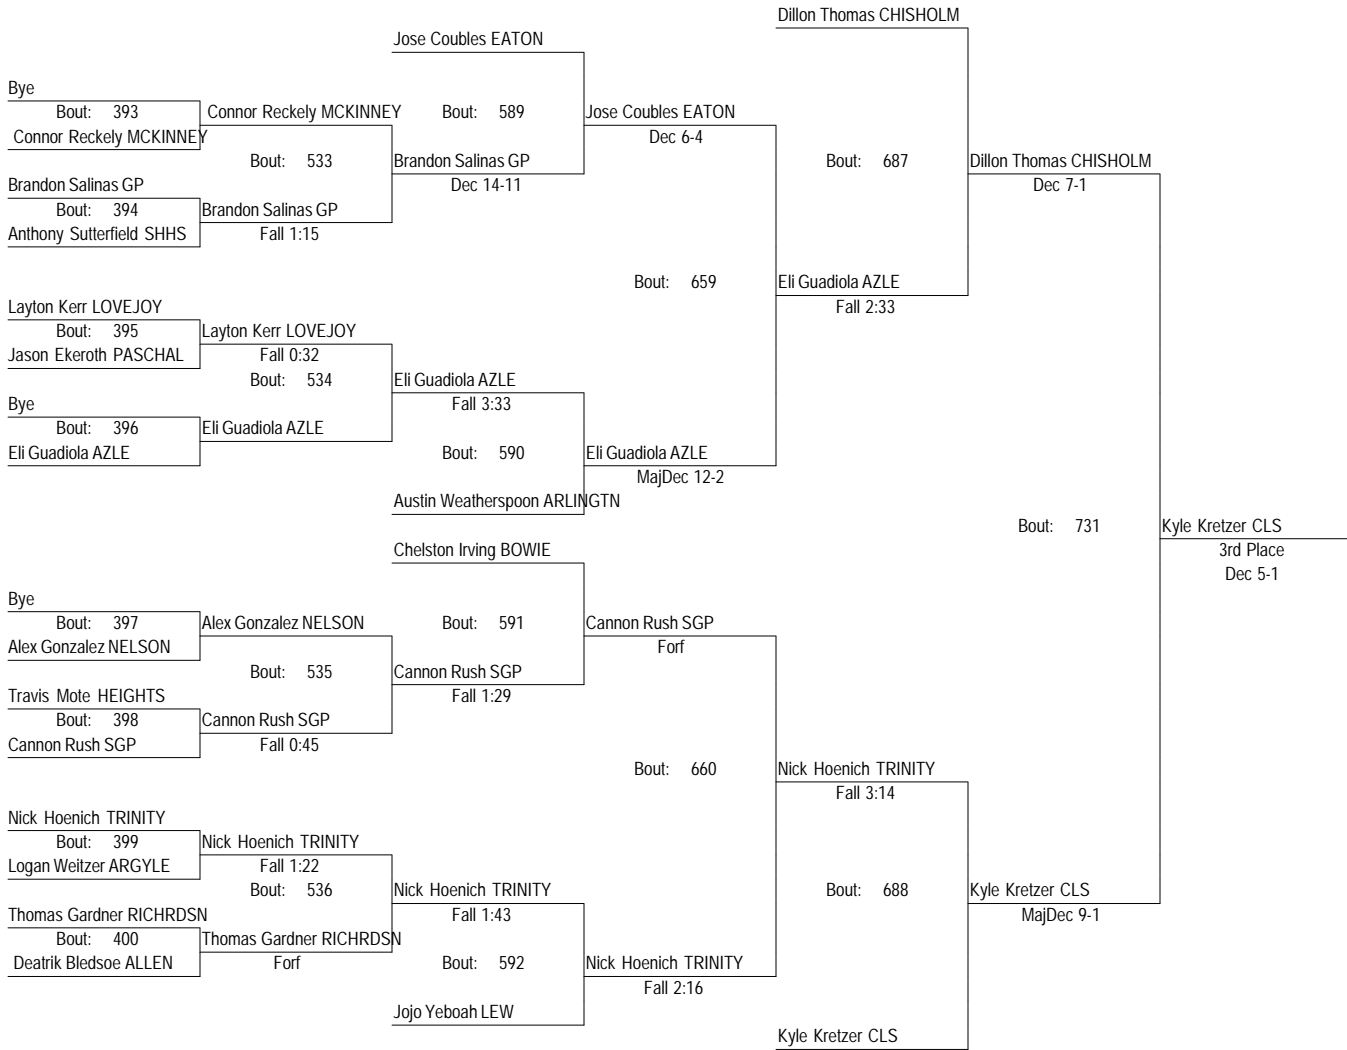 Dillon Thomas CHISHOLM
Jose Coubles EATON
Bye
Bout: 393 Connor Reckely MCKINNEY Bout: 589 Jose Coubles EATON
Connor Reckely MCKINNEY Dec 6-4
Bout: 533 Brandon Salinas GP Bout: 687 Dillon Thomas CHISHOLM
Brandon Salinas GP Dec 14-11 Dec 7-1
Bout: 394 Brandon Salinas GP
Anthony Sutterfield SHHS Fall 1:15
Bout: 659 Eli Guadiola AZLE
Layton Kerr LOVEJOY Fall 2:33
Bout: 395 Layton Kerr LOVEJOY
Jason Ekeroth PASCHAL Fall 0:32
Bout: 534 Eli Guadiola AZLE
Bye Fall 3:33
Bout: 396 Eli Guadiola AZLE
Eli Guadiola AZLE Bout: 590 Eli Guadiola AZLE
MajDec 12-2
Austin Weatherspoon ARLINGTN
Bout: 731 Kyle Kretzer CLS
Chelston Irving BOWIE 3rd Place
Dec 5-1
Bye
Bout: 397 Alex Gonzalez NELSON Bout: 591 Cannon Rush SGP
Alex Gonzalez NELSON Forf
Bout: 535 Cannon Rush SGP
Travis Mote HEIGHTS Fall 1:29
Bout: 398 Cannon Rush SGP
Cannon Rush SGP Fall 0:45
Bout: 660 Nick Hoenich TRINITY
Fall 3:14
Nick Hoenich TRINITY
Bout: 399 Nick Hoenich TRINITY
Logan Weitzer ARGYLE Fall 1:22
Bout: 536 Nick Hoenich TRINITY Bout: 688 Kyle Kretzer CLS
Thomas Gardner RICHRDSN Fall 1:43 MajDec 9-1
Bout: 400 Thomas Gardner RICHRDSN
Deatrik Bledsoe ALLEN Forf Bout: 592 Nick Hoenich TRINITY
Fall 2:16
Jojo Yeboah LEW
Kyle Kretzer CLS